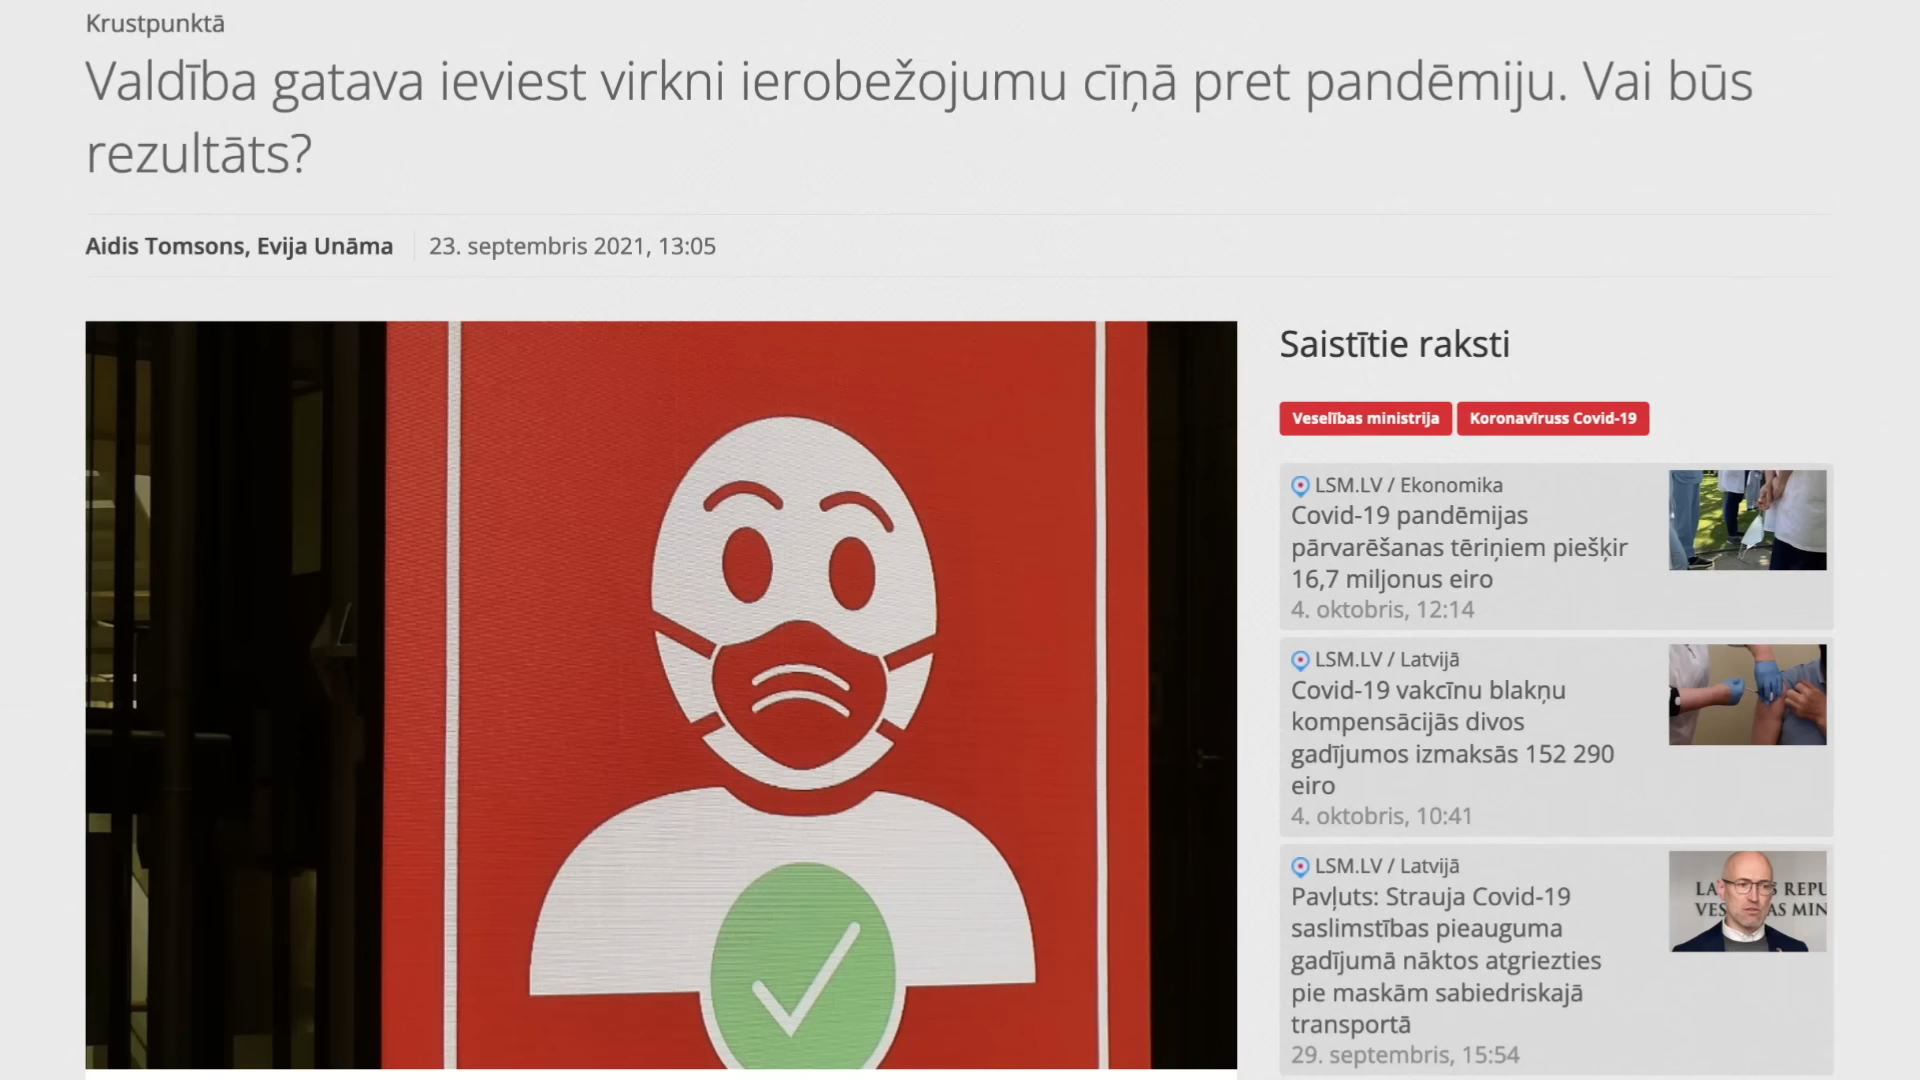 Krustpunktā
Valdība gatava ieviest virkni ierobežojumu cīņā pret pandēmiju. Vai būs
rezultāts?
Aidis Tomsons, Evija Unāma
23. septembris 2021, 13:05
Saistītie raksti
Veselības ministrija
Koronavīruss Covid-19
LSM.LV / Ekonomika
Covid-19 pandēmijas
pārvarēšanas tēriņiem piešķir
16,7 miljonus eiro
4. oktobris, 12:14
LSM.LV / Latvijā
Covid-19 vakcīnu blakņu
kompensācijās divos
gadījumos izmaksās 152 290
eiro
4. oktobris, 10:41
LSM.LV / Latvijā
Pavļuts: Strauja Covid-19
saslimstības pieauguma
gadījumā nāktos atgriezties
pie maskām sabiedriskajā
transportā
29. septembris, 15:54